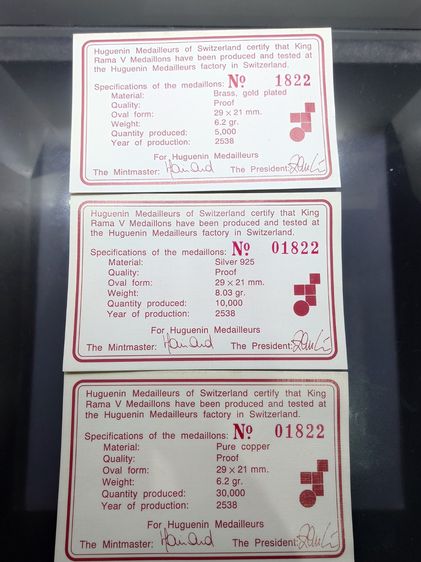 Huguenin Medailleurs of Switzerland certify that King
Rama V Medaillons have been produced and tested at
the Huguenin Medailleurs factory in Switzerland.
Specifications of the medaillons: No 1822
Material: Brass, gold plated
Quality: Proof
Oval form: 29 × 21 mm.
Weight: 6.2 gr.
Quantity produced: 5,000
Year of production: 2538
For Huguenin Medailleurs
The Mintmaster: The President:
Huguenin Medailleurs of Switzerland certify that King
Rama V Medaillons have been produced and tested at
the Huguenin Medailleurs factory in Switzerland.
Specifications of the medaillons: No 01822
Material: Silver 925
Quality: Proof
Oval form: 29 × 21 mm.
Weight: 8.03 gr.
Quantity produced: 10,000
Year of production: 2538
For Huguenin Medailleurs
The Mintmaster: The President:
Huguenin Medailleurs of Switzerland certify that King
Rama V Medaillons have been produced and tested at
the Huguenin Medailleurs factory in Switzerland.
Specifications of the medaillons: No 01822
Material: Pure copper
Quality: Proof
Oval form: 29 × 21 mm.
Weight: 6.2 gr.
Quantity produced: 30,000
Year of production: 2538
For Huguenin Medailleurs
The Mintmaster: The President: